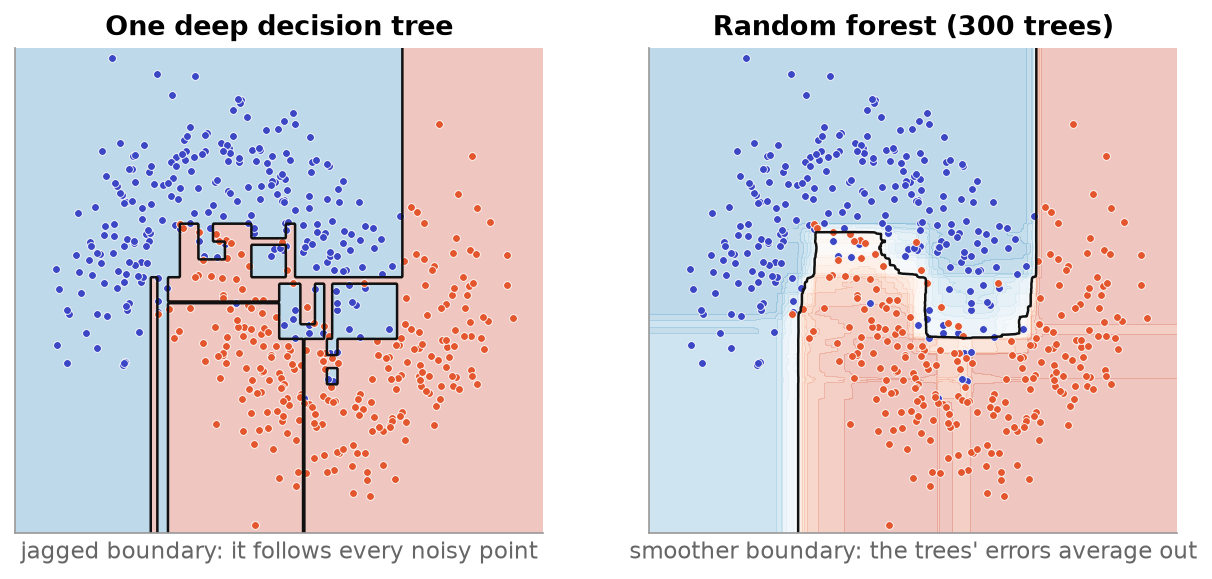 One deep decision tree
Random forest (300 trees)
jagged boundary: it follows every noisy point
smoother boundary: the trees' errors average out